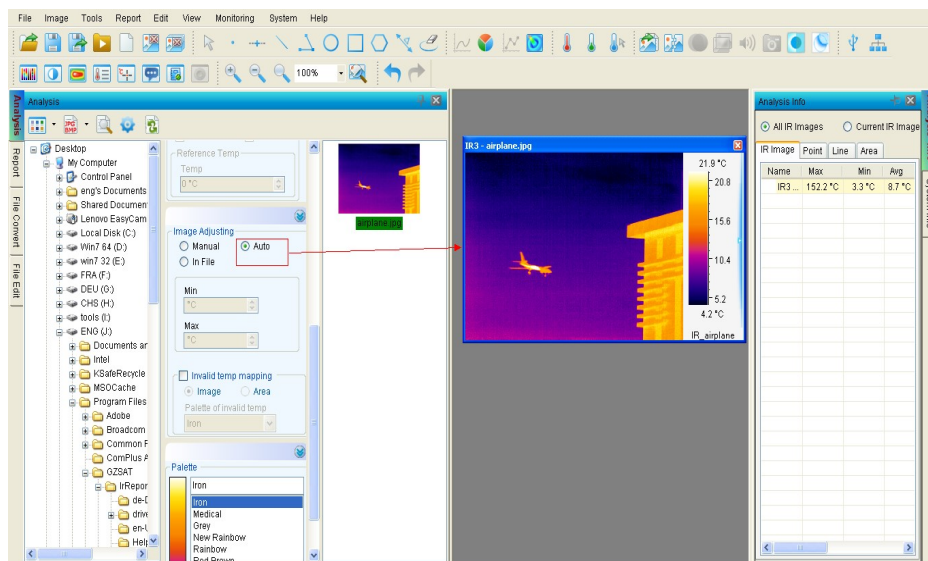 File Image Tools Report Edit View Monitoring System Help
100%
Analysis
Analysis
Report
File Convert
File Edit
JPG
BMP
Desktop
My Computer
Control Panel
eng's Documents
Shared Documen
Lenovo EasyCam
Local Disk (C:)
Win7 64 (D:)
win7 32 (E:)
FRA (F:)
DEU (G:)
CHS (H:)
tools (I:)
ENG (J:)
Documents ar
Intel
KSafeRecycle
MSOCache
Program Files
Adobe
Broadcom
Common F
ComPlus A
GZSAT
IrRepor
de-D
drive
en-U
Help
Reference Temp
Temp
0 °C
Image Adjusting
Manual Auto
In File
Min
°C
Max
°C
Invalid temp mapping
Image Area
Palette of invalid temp
Iron
Palette
Iron
Iron
Medical
Grey
New Rainbow
Rainbow
Red Brown
airplane.jpg
IR3 - airplane.jpg
21.9 °C
20.8
15.6
10.4
5.2
4.2 °C
IR_airplane
Analysis Info
All IR Images Current IR Image
IR Image Point Line Area
Name Max Min Avg
IR3 ... 152.2 °C 3.3 °C 8.7 °C